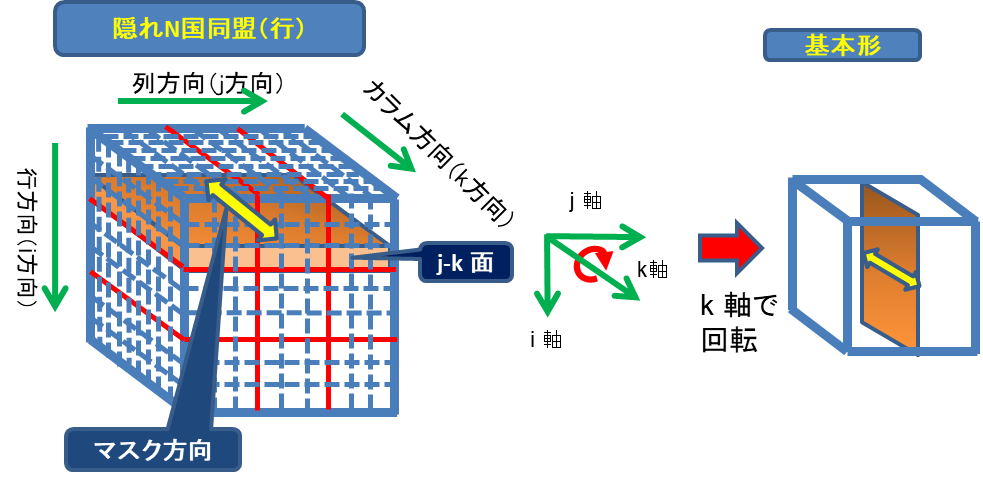 隠れN国同盟(行)
基本形
列方向(j方向)
カラム方向(k方向)
行方向(i方向)
j 軸
j-k 面
k軸
i 軸
k 軸で
回転
マスク方向